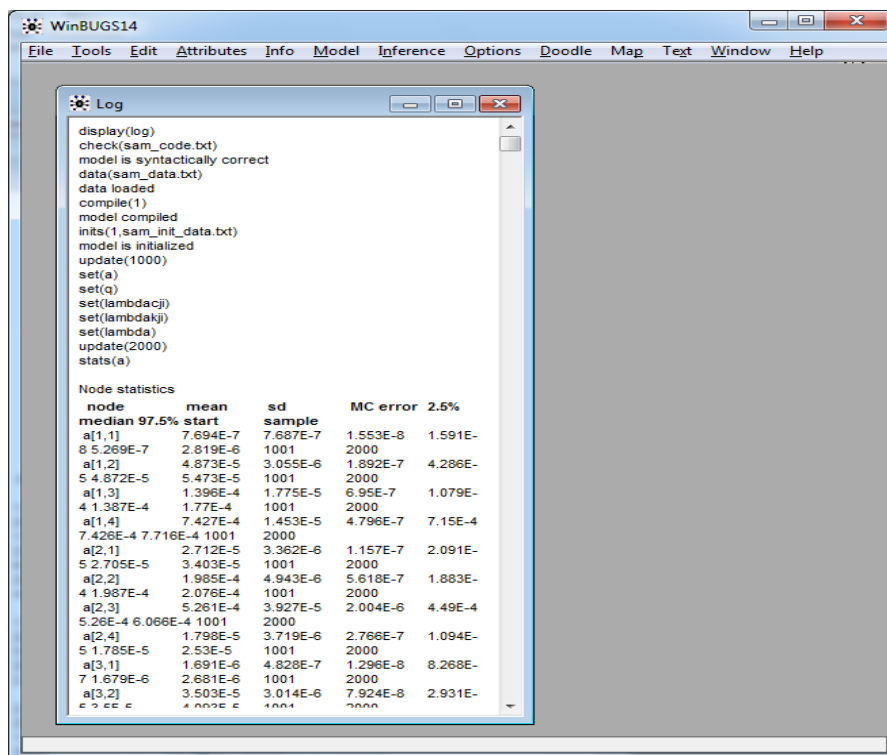 WinBUGS14
File Tools Edit Attributes Info Model Inference Options Doodle Map Text Window Help
Log
display(log)
check(sam_code.txt)
model is syntactically correct
data(sam_data.txt)
data loaded
compile(1)
model compiled
inits(1,sam_init_data.txt)
model is initialized
update(1000)
set(a)
set(q)
set(lambdacji)
set(lambdakji)
set(lambda)
update(2000)
stats(a)
Node statistics
node mean sd MC error 2.5%
median 97.5% start sample
a[1,1] 7.694E-7 7.687E-7 1.553E-8 1.591E-
8 5.269E-7 2.819E-6 1001 2000
a[1,2] 4.873E-5 3.055E-6 1.892E-7 4.286E-
5 4.872E-5 5.473E-5 1001 2000
a[1,3] 1.396E-4 1.775E-5 6.95E-7 1.079E-
4 1.387E-4 1.77E-4 1001 2000
a[1,4] 7.427E-4 1.453E-5 4.796E-7 7.15E-4
7.426E-4 7.716E-4 1001 2000
a[2,1] 2.712E-5 3.362E-6 1.157E-7 2.091E-
5 2.705E-5 3.403E-5 1001 2000
a[2,2] 1.985E-4 4.943E-6 5.618E-7 1.883E-
4 1.987E-4 2.076E-4 1001 2000
a[2,3] 5.261E-4 3.927E-5 2.004E-6 4.49E-4
5.26E-4 6.066E-4 1001 2000
a[2,4] 1.798E-5 3.719E-6 2.766E-7 1.094E-
5 1.785E-5 2.53E-5 1001 2000
a[3,1] 1.691E-6 4.828E-7 1.296E-8 8.268E-
7 1.679E-6 2.681E-6 1001 2000
a[3,2] 3.503E-5 3.014E-6 7.924E-8 2.931E-
5 3.5E-5 4.093E-5 1001 2000